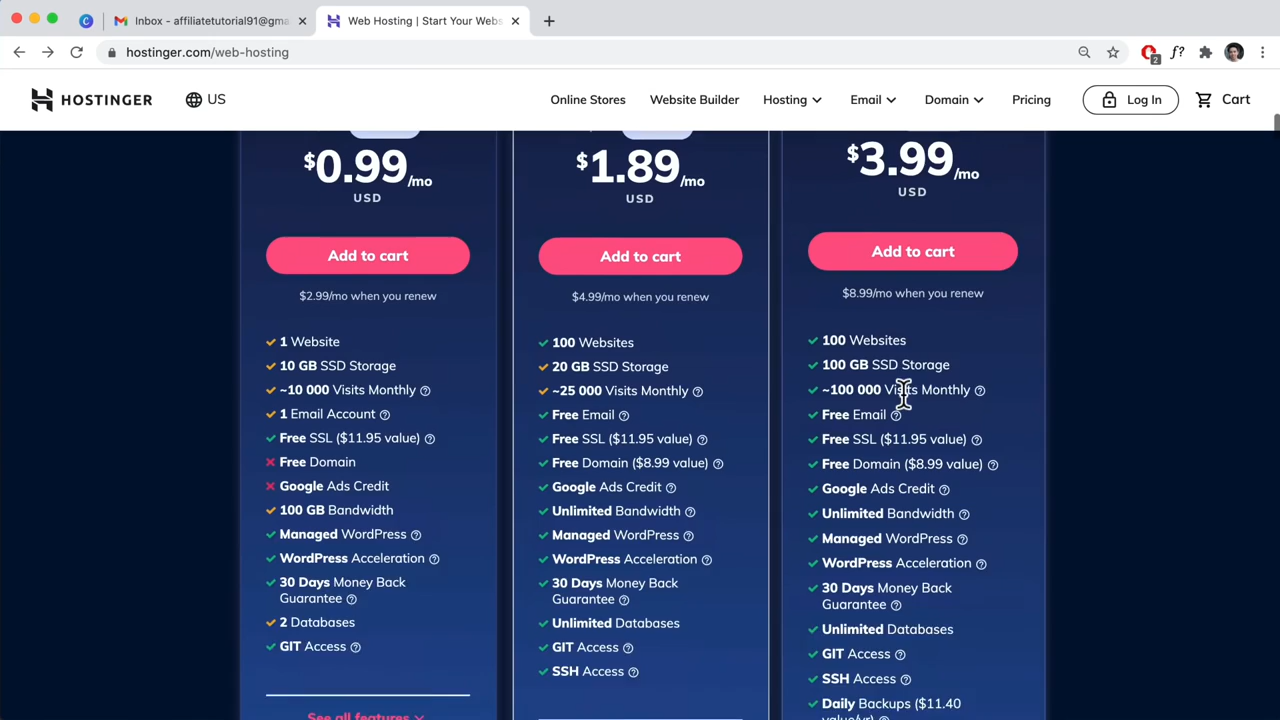 Inbox - affiliatetutorial91@gma
Web Hosting | Start Your Webs
hostinger.com/web-hosting
2
f?
HOSTINGER
US
Online Stores
Website Builder
Hosting
Email
Domain
Pricing
Log In
Cart
$0.99/mo
USD
Add to cart
$2.99/mo when you renew
1 Website
10 GB SSD Storage
~10 000 Visits Monthly
1 Email Account
Free SSL ($11.95 value)
Free Domain
Google Ads Credit
100 GB Bandwidth
Managed WordPress
WordPress Acceleration
30 Days Money Back
Guarantee
2 Databases
GIT Access
See all features
$1.89/mo
USD
Add to cart
$4.99/mo when you renew
100 Websites
20 GB SSD Storage
~25 000 Visits Monthly
Free Email
Free SSL ($11.95 value)
Free Domain ($8.99 value)
Google Ads Credit
Unlimited Bandwidth
Managed WordPress
WordPress Acceleration
30 Days Money Back
Guarantee
Unlimited Databases
GIT Access
SSH Access
$3.99/mo
USD
Add to cart
$8.99/mo when you renew
100 Websites
100 GB SSD Storage
~100 000 Visits Monthly
Free Email
Free SSL ($11.95 value)
Free Domain ($8.99 value)
Google Ads Credit
Unlimited Bandwidth
Managed WordPress
WordPress Acceleration
30 Days Money Back
Guarantee
Unlimited Databases
GIT Access
SSH Access
Daily Backups ($11.40
value/yr)